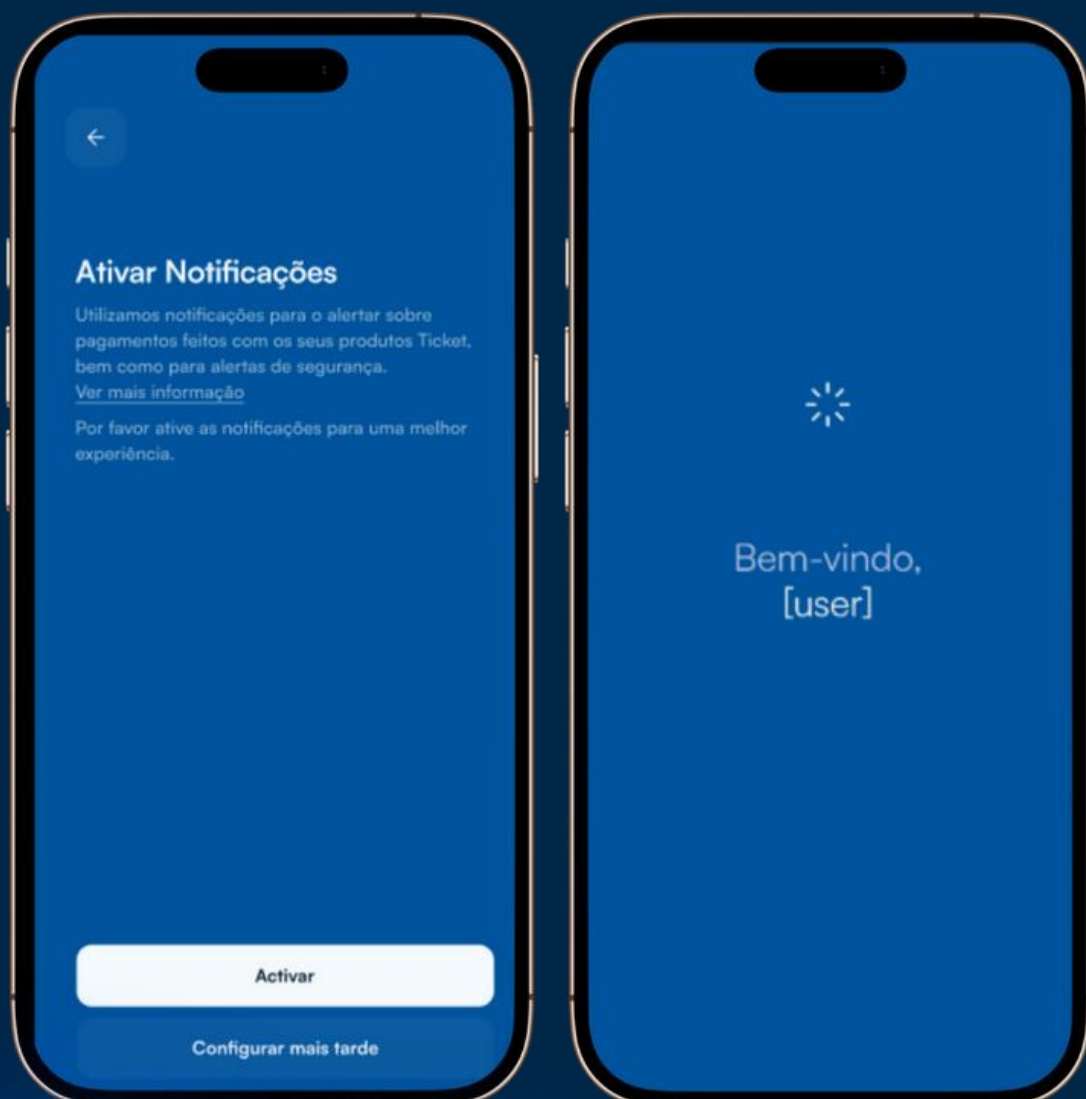 Ativar Notificações
Utilizamos notificações para o alertar sobre
pagamentos feitos com os seus produtos Ticket,
bem como para alertas de segurança.
Ver mais informação
Por favor ative as notificações para uma melhor
experiência.
Activar
Configurar mais tarde
Bem-vindo,
[user]